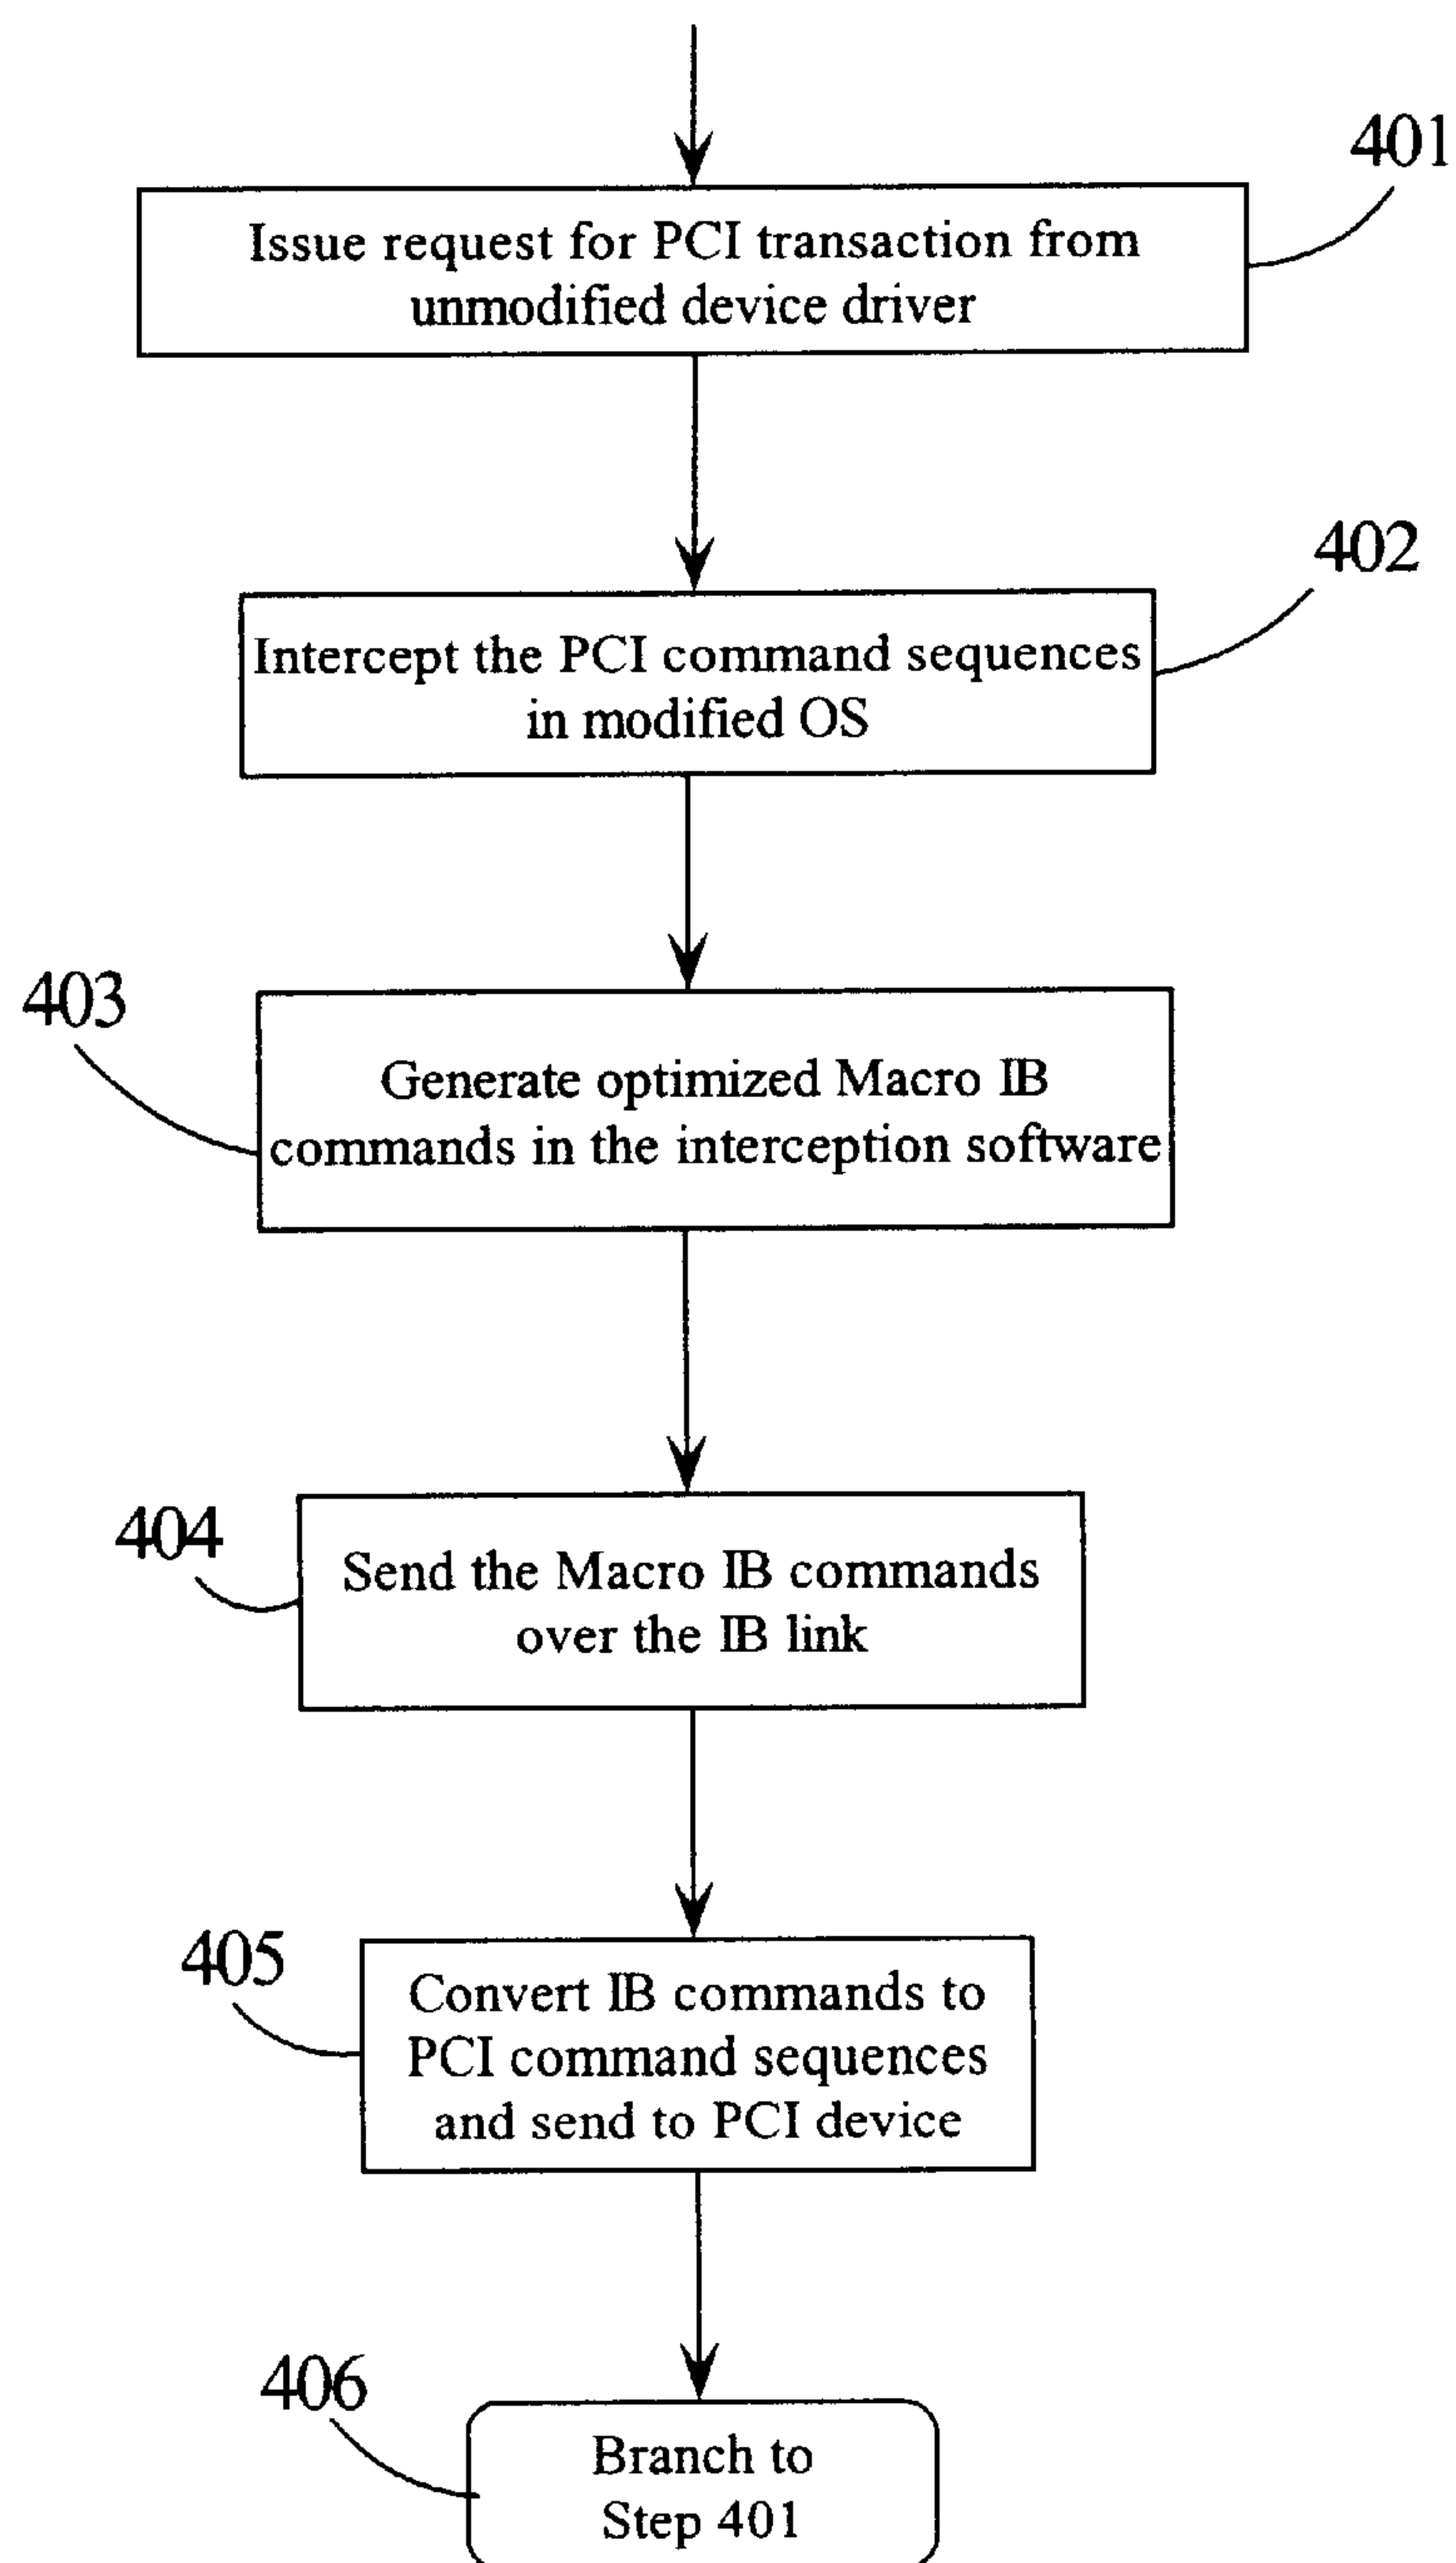 401
Issue request for PCI transaction from
unmodified device driver
402
Intercept the PCI command sequences
in modified OS
403
Generate optimized Macro IB
commands in the interception software
404
Send the Macro IB commands
over the IB link
405
Convert IB commands to
PCI command sequences
and send to PCI device
406
Branch to
Step 401